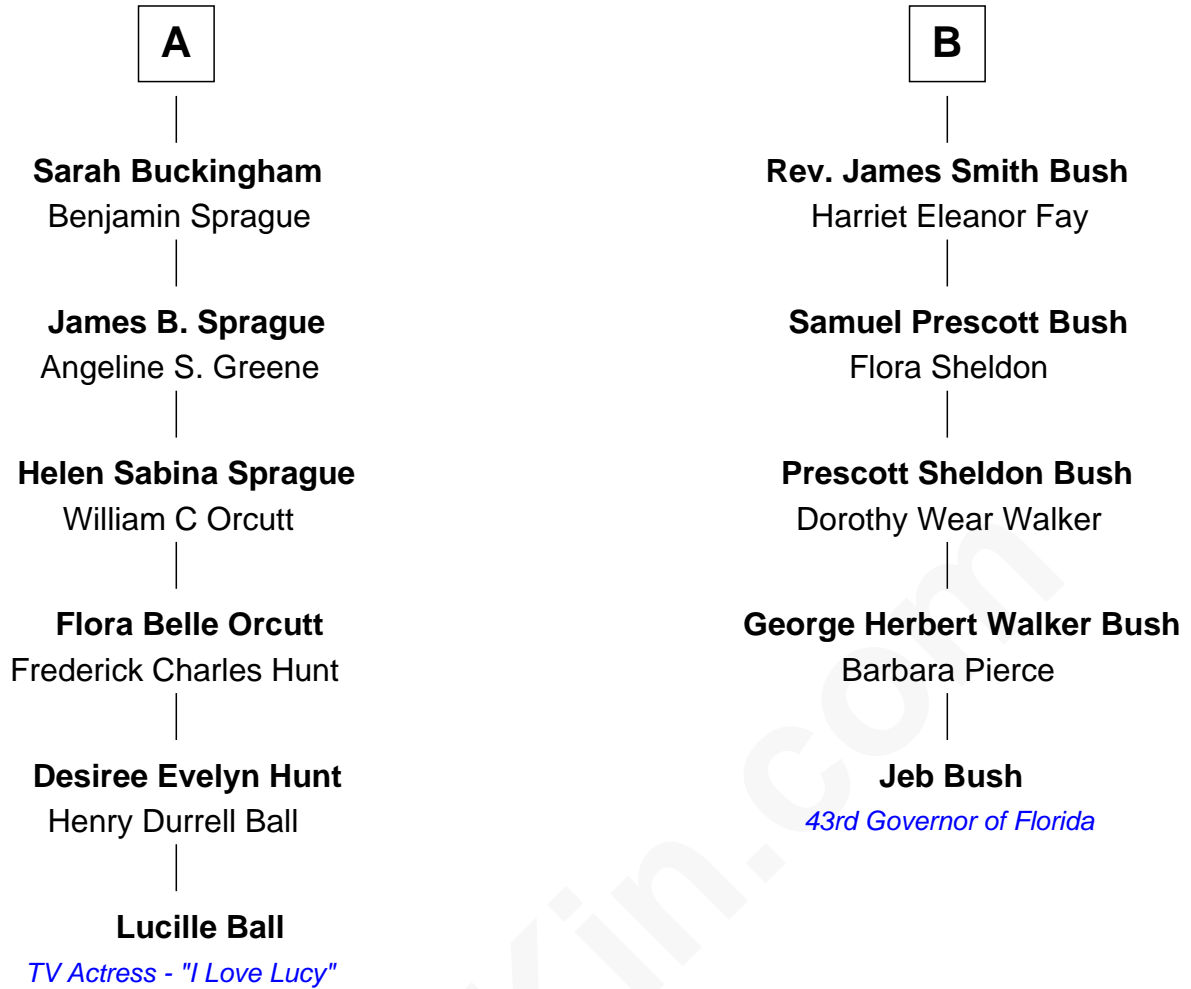 A
Sarah Buckingham
Benjamin Sprague
James B. Sprague
Angeline S. Greene
Helen Sabina Sprague
William C Orcutt
Flora Belle Orcutt
Frederick Charles Hunt
Desiree Evelyn Hunt
Henry Durrell Ball
Lucille Ball
TV Actress - "I Love Lucy"
B
Rev. James Smith Bush
Harriet Eleanor Fay
Samuel Prescott Bush
Flora Sheldon
Prescott Sheldon Bush
Dorothy Wear Walker
George Herbert Walker Bush
Barbara Pierce
Jeb Bush
43rd Governor of Florida
Kin.com